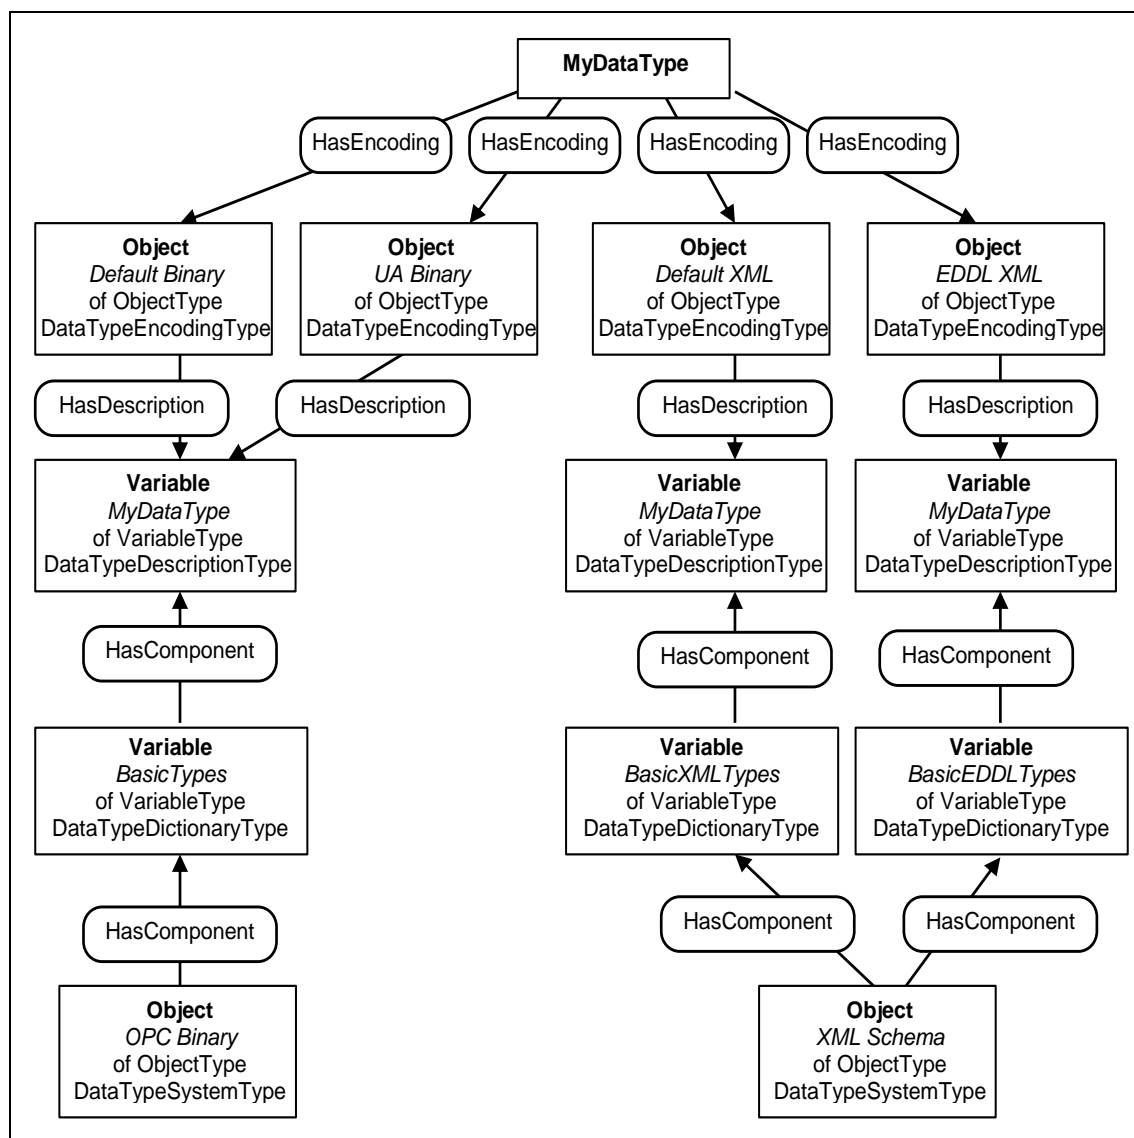 MyDataType
HasEncoding
HasEncoding
HasEncoding
HasEncoding
Object
Default Binary
of ObjectType
DataTypeEncodingType
Object
UA Binary
of ObjectType
DataTypeEncodingType
Object
Default XML
of ObjectType
DataTypeEncodingType
Object
EDDL XML
of ObjectType
DataTypeEncodingType
HasDescription
HasDescription
HasDescription
HasDescription
Variable
MyDataType
of VariableType
DataTypeDescriptionType
Variable
MyDataType
of VariableType
DataTypeDescriptionType
Variable
MyDataType
of VariableType
DataTypeDescriptionType
HasComponent
HasComponent
HasComponent
Variable
BasicTypes
of VariableType
DataTypeDictionaryType
Variable
BasicXMLTypes
of VariableType
DataTypeDictionaryType
Variable
BasicEDDLTypes
of VariableType
DataTypeDictionaryType
HasComponent
HasComponent
HasComponent
Object
OPC Binary
of ObjectType
DataTypeSystemType
Object
XML Schema
of ObjectType
DataTypeSystemType